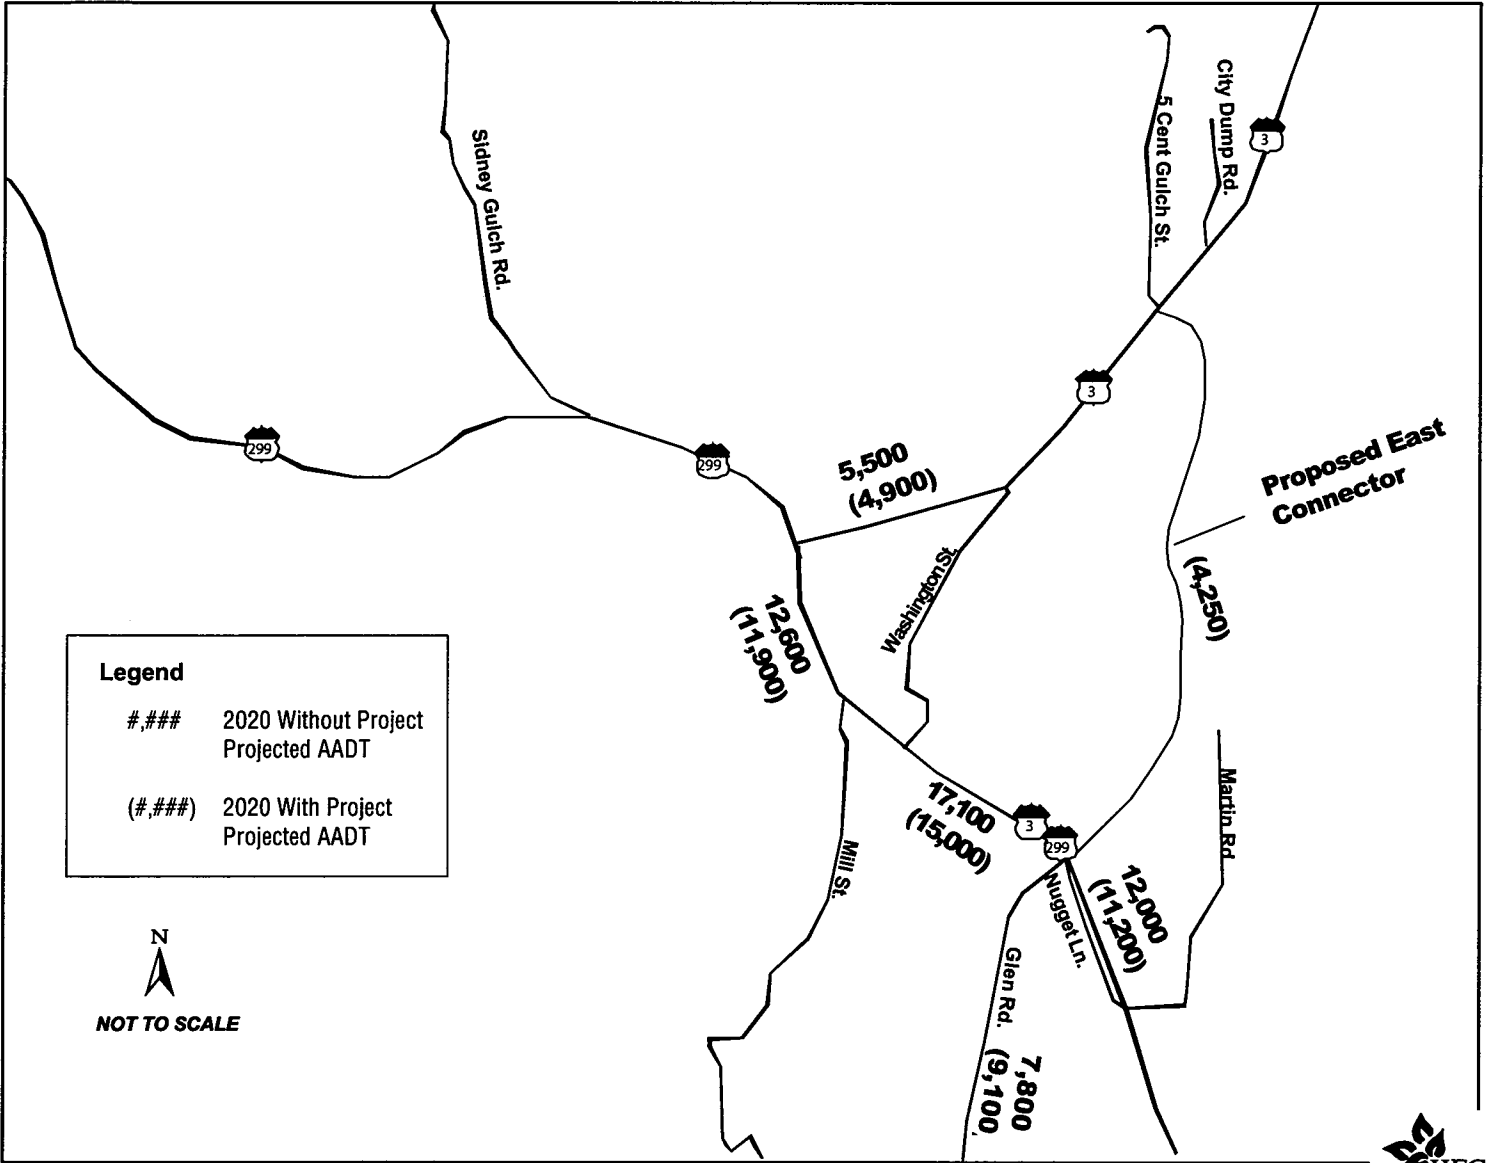 5 Cent Gulch St.
City Dump Rd.
3
Sidney Gulch Rd.
3
299
299
5,500
(4,900)
Proposed East
Connector
Washington St.
(4,250)
12,600
(11,900)
Legend
#,### 2020 Without Project
Projected AADT
(#,###) 2020 With Project
Projected AADT
17,100
(15,000)
3
299
Martin Rd
Mill St.
Nugget Ln.
12,000
(11,200)
Glen Rd.
7,800
(9,100
N
NOT TO SCALE